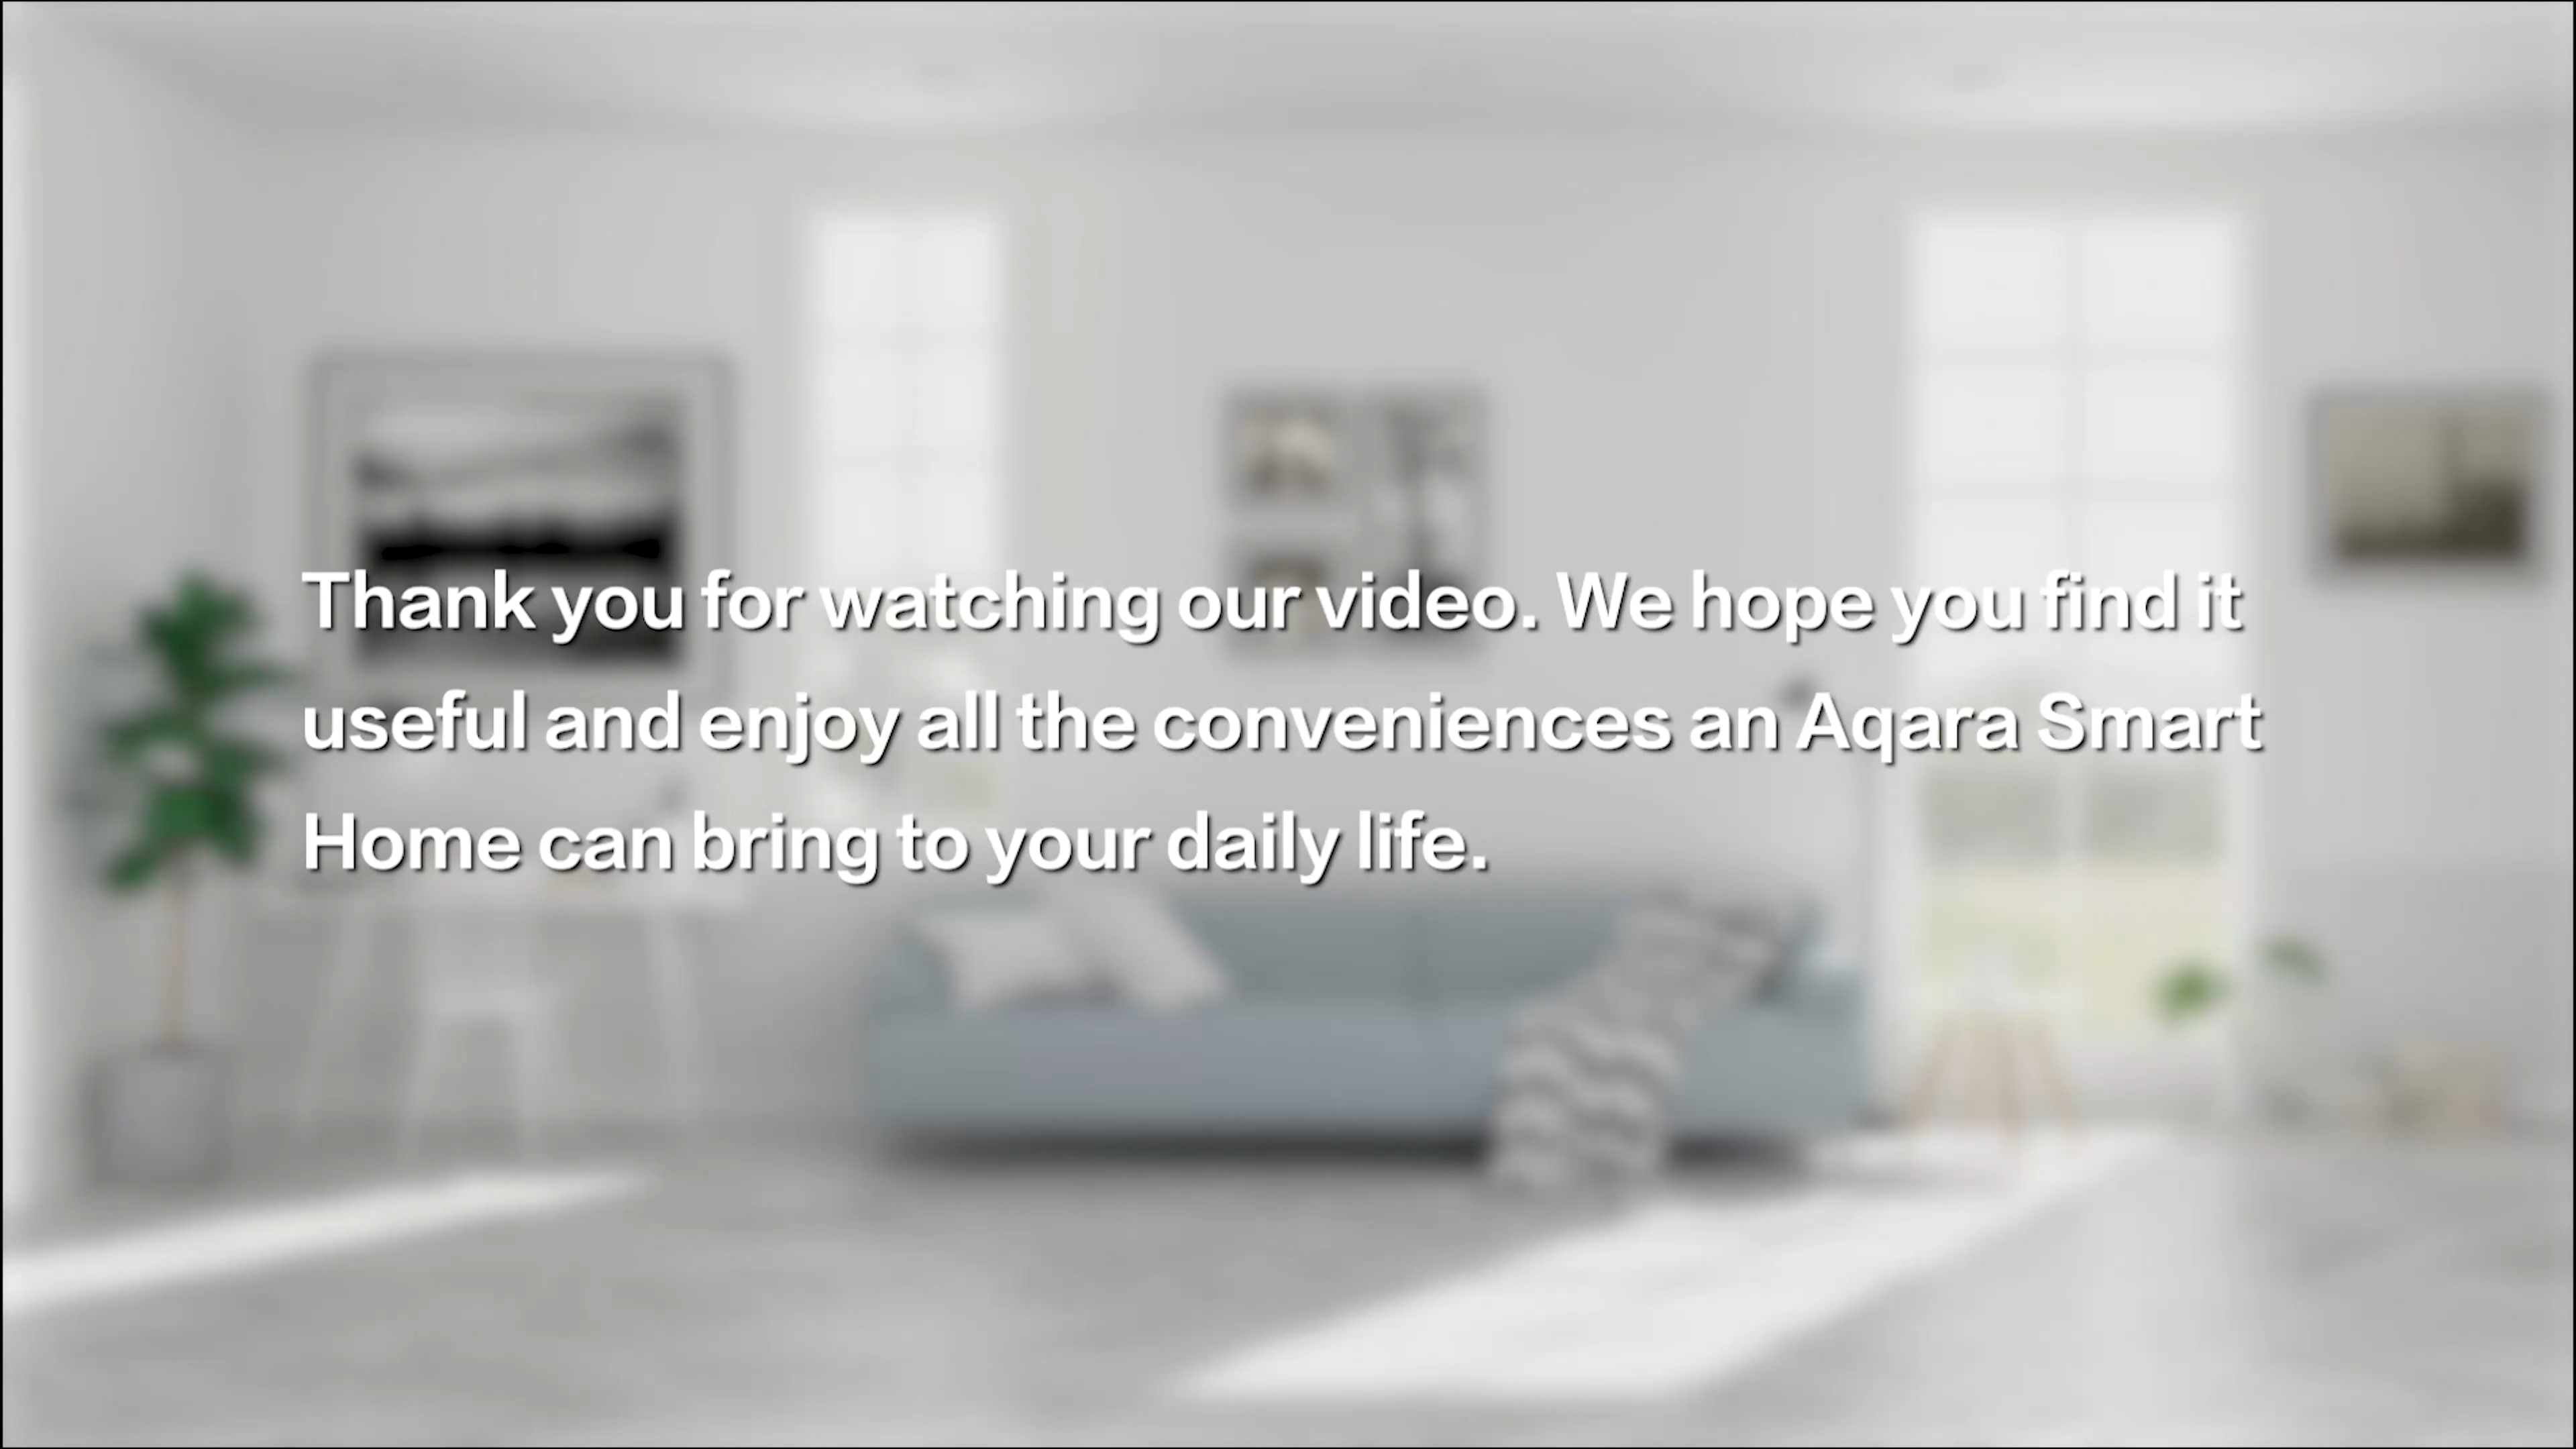 Thank you for watching our video. We hope you find it
useful and enjoy all the conveniences an Aqara Smart
Home can bring to your daily life.